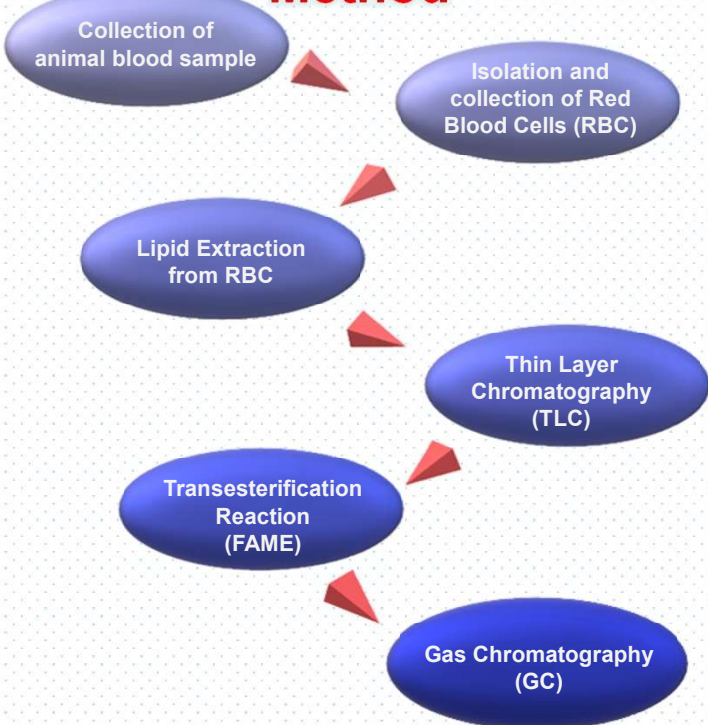 Method
Collection of
animal blood sample
Isolation and
collection of Red
Blood Cells (RBC)
Lipid Extraction
from RBC
Thin Layer
Chromatography
(TLC)
Transesterification
Reaction
(FAME)
Gas Chromatography
(GC)